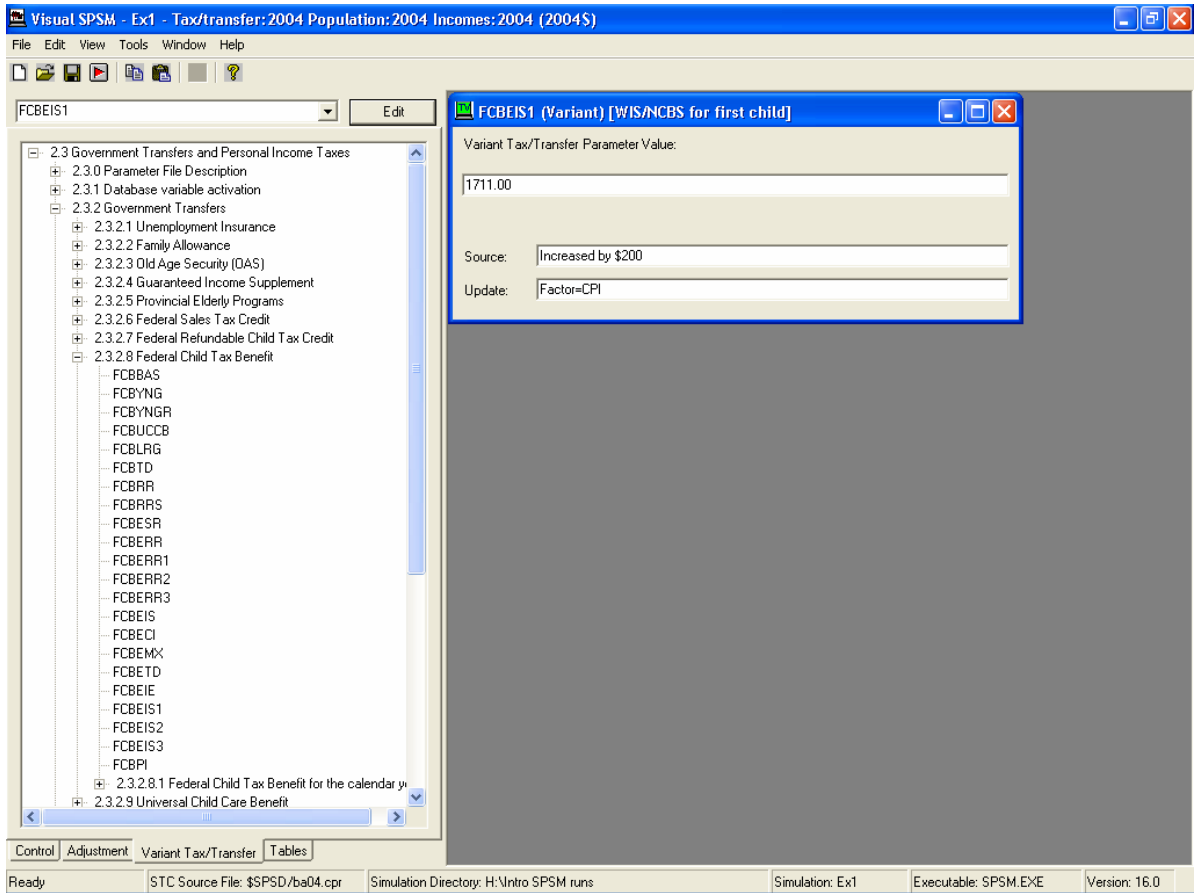 Visual SPSM - Ex1 - Tax/transfer:2004 Population:2004 Incomes:2004 (2004$)
File Edit View Tools Window Help
FCBEIS1 Edit
2.3 Government Transfers and Personal Income Taxes
2.3.0 Parameter File Description
2.3.1 Database variable activation
2.3.2 Government Transfers
2.3.2.1 Unemployment Insurance
2.3.2.2 Family Allowance
2.3.2.3 Old Age Security (OAS)
2.3.2.4 Guaranteed Income Supplement
2.3.2.5 Provincial Elderly Programs
2.3.2.6 Federal Sales Tax Credit
2.3.2.7 Federal Refundable Child Tax Credit
2.3.2.8 Federal Child Tax Benefit
FCBBAS
FCBYNG
FCBYNGR
FCBUCCB
FCBLRG
FCBTD
FCBRR
FCBRRS
FCBESR
FCBERR
FCBERR1
FCBERR2
FCBERR3
FCBEIS
FCBECI
FCBEMX
FCBETD
FCBEIE
FCBEIS1
FCBEIS2
FCBEIS3
FCBPI
2.3.2.8.1 Federal Child Tax Benefit for the calendar y
2.3.2.9 Universal Child Care Benefit
Control Adjustment Variant Tax/Transfer Tables
FCBEIS1 (Variant) [WIS/NCBS for first child]
Variant Tax/Transfer Parameter Value:
1711.00
Source: Increased by $200
Update: Factor=CPI
Ready STC Source File: $SPSD/ba04.cpr Simulation Directory: H:\Intro SPSM runs Simulation: Ex1 Executable: SPSM.EXE Version: 16.0